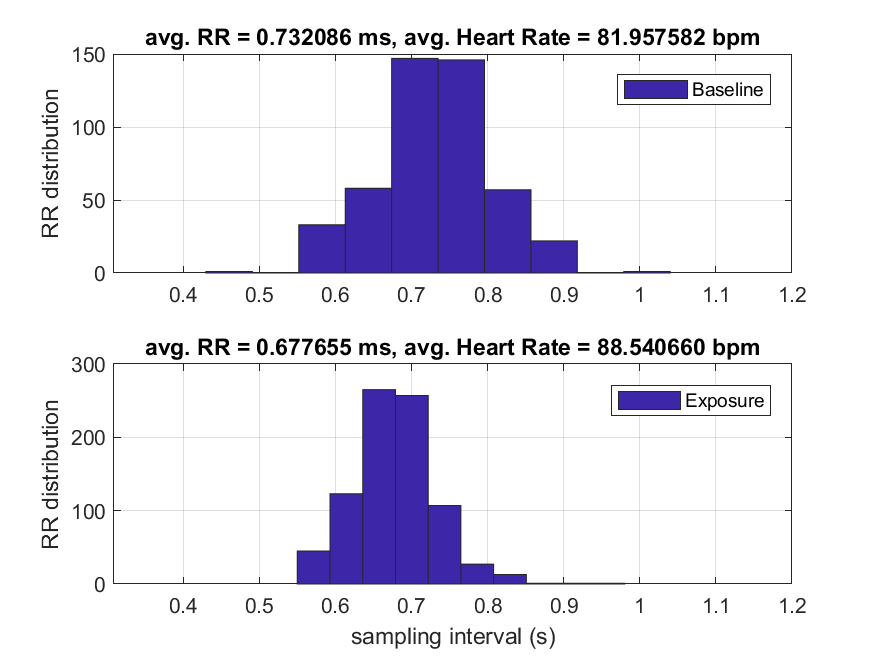 avg. RR = 0.732086 ms, avg. Heart Rate = 81.957582 bpm
150
100
50
0
RR distribution
Baseline
0.4 0.5 0.6 0.7 0.8 0.9 1 1.1 1.2
avg. RR = 0.677655 ms, avg. Heart Rate = 88.540660 bpm
300
200
100
0
RR distribution
Exposure
0.4 0.5 0.6 0.7 0.8 0.9 1 1.1 1.2
sampling interval (s)